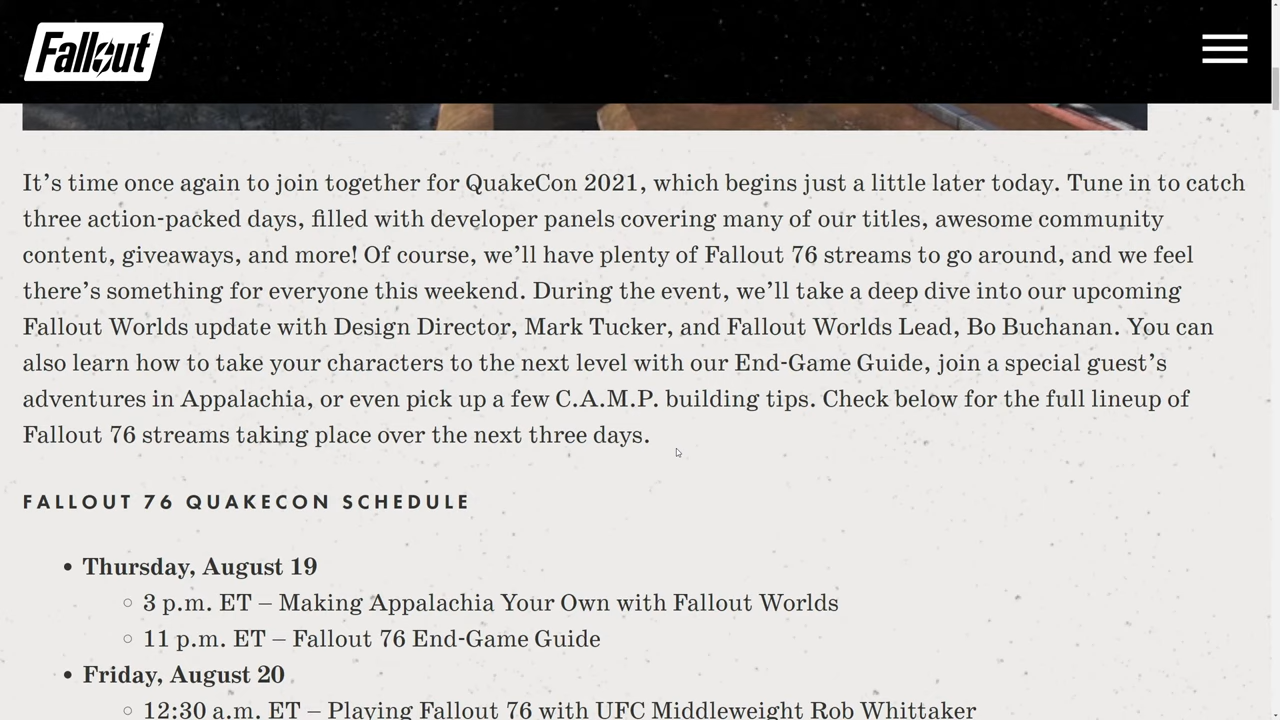 Fallout
It’s time once again to join together for QuakeCon 2021, which begins just a little later today. Tune in to catch
three action-packed days, filled with developer panels covering many of our titles, awesome community
content, giveaways, and more! Of course, we’ll have plenty of Fallout 76 streams to go around, and we feel
there’s something for everyone this weekend. During the event, we’ll take a deep dive into our upcoming
Fallout Worlds update with Design Director, Mark Tucker, and Fallout Worlds Lead, Bo Buchanan. You can
also learn how to take your characters to the next level with our End-Game Guide, join a special guest’s
adventures in Appalachia, or even pick up a few C.A.M.P. building tips. Check below for the full lineup of
Fallout 76 streams taking place over the next three days.
FALLOUT 76 QUAKECON SCHEDULE
• Thursday, August 19
○ 3 p.m. ET – Making Appalachia Your Own with Fallout Worlds
○ 11 p.m. ET – Fallout 76 End-Game Guide
• Friday, August 20
○ 12:30 a.m. ET – Playing Fallout 76 with UFC Middleweight Rob Whittaker